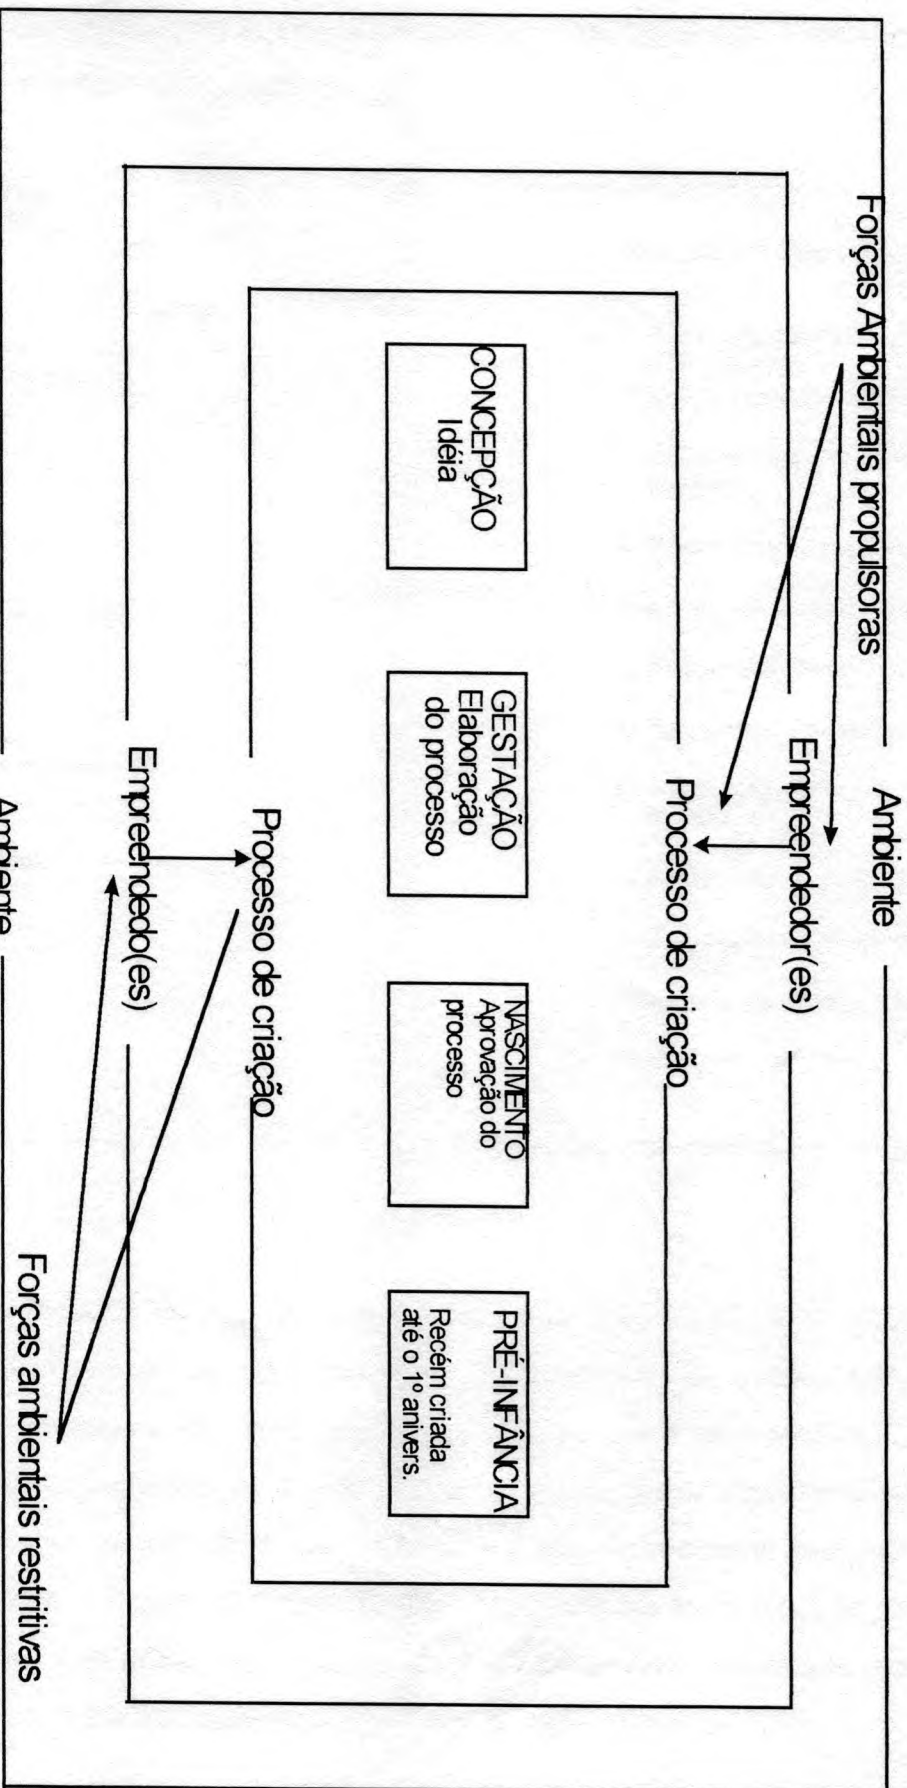 Ambiente
Forças Ambientais propulsoras
Empreendedor(es)
Processo de criação
CONCEPÇÃO
Idéia
GESTAÇÃO
Elaboração
do processo
NASCIMENTO
Aprovação do
processo
PRÉ-INFÂNCIA
Recém criada
até o 1º anivers.
Processo de criação
Empreendedo(es)
Forças ambientais restritivas
Ambiente